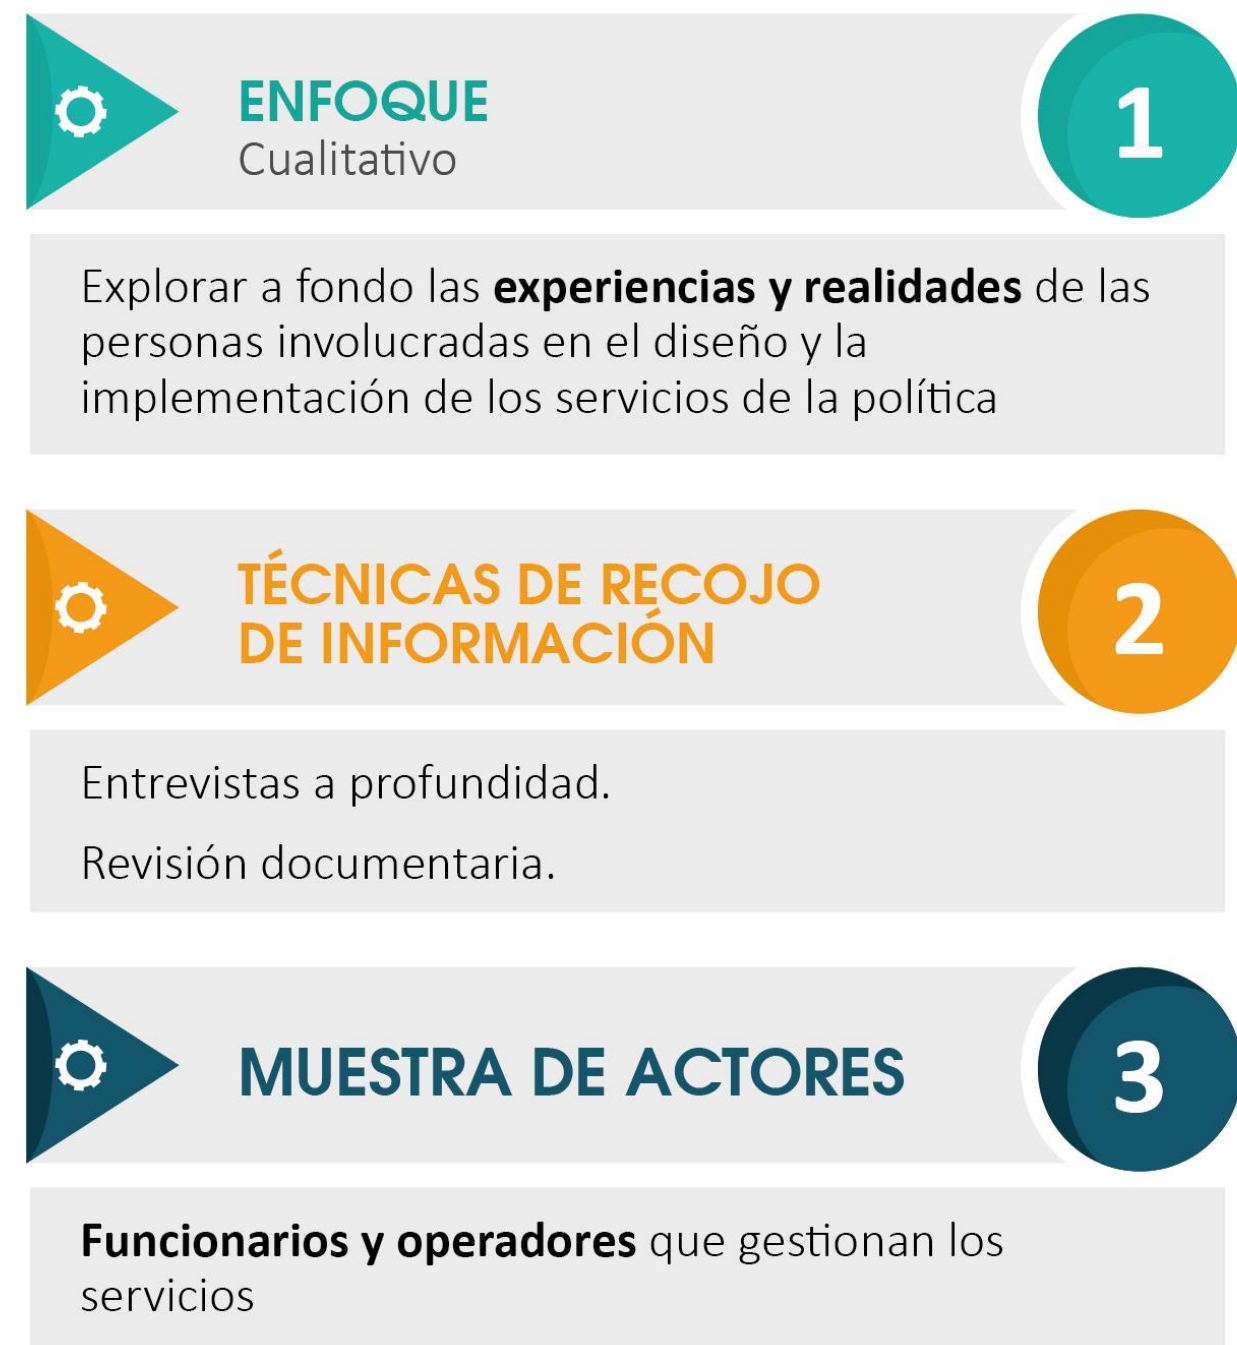 ENFOQUE
Cualitativo
1
Explorar a fondo las experiencias y realidades de las
personas involucradas en el diseño y la
implementación de los servicios de la política
TÉCNICAS DE RECOJO
DE INFORMACIÓN
2
Entrevistas a profundidad.
Revisión documentaria.
MUESTRA DE ACTORES
3
Funcionarios y operadores que gestionan los
servicios